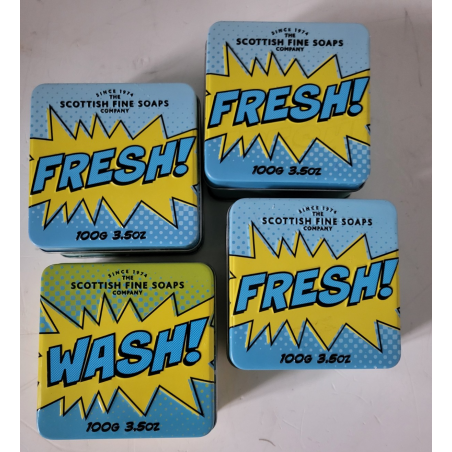 SINCE 1974
THE
SCOTTISH FINE SOAPS
COMPANY
FRESH!
100G 3.5OZ
SINCE 1974
THE
SCOTTISH FINE SOAPS
COMPANY
FRESH!
100G 3.5OZ
SINCE 1974
THE
SCOTTISH FINE SOAPS
COMPANY
WASH!
100G 3.5OZ
SINCE 1974
THE
SCOTTISH FINE SOAPS
COMPANY
FRESH!
100G 3.5OZ